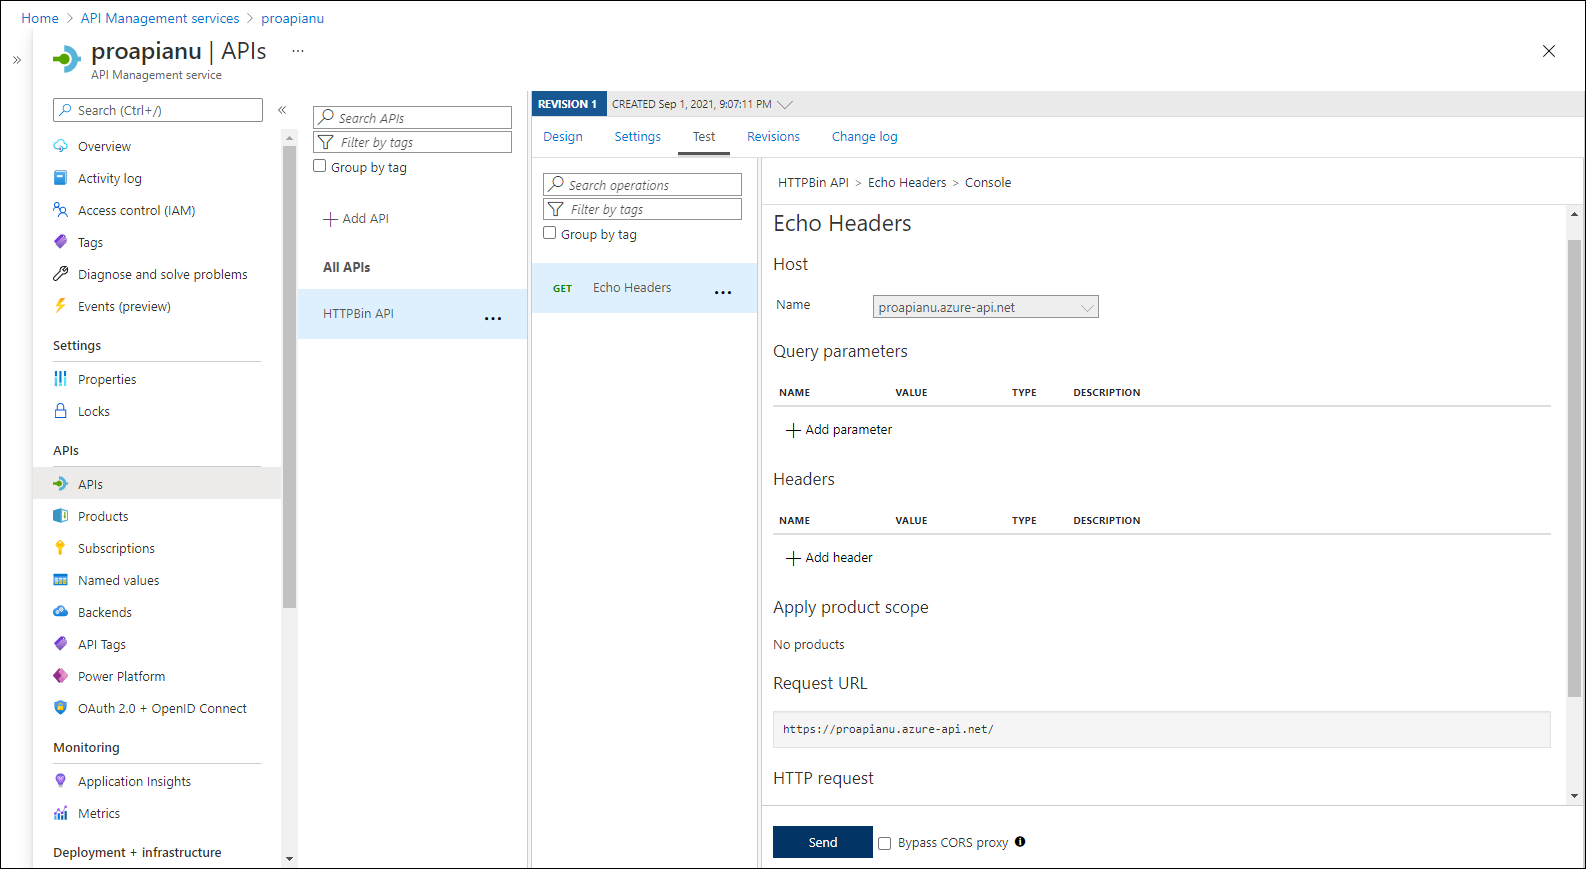 Home > API Management services > proapianu
»
proapianu | APIs ...
API Management service
Search (Ctrl+/)
«
Overview
Activity log
Access control (IAM)
Tags
Diagnose and solve problems
Events (preview)
Settings
Properties
Locks
APIs
APIs
Products
Subscriptions
Named values
Backends
API Tags
Power Platform
OAuth 2.0 + OpenID Connect
Monitoring
Application Insights
Metrics
Deployment + infrastructure
Search APIs
Filter by tags
Group by tag
+ Add API
All APIs
HTTPBin API ...
REVISION 1 CREATED Sep 1, 2021, 9:07:11 PM
Design Settings Test Revisions Change log
Search operations
Filter by tags
Group by tag
GET Echo Headers ...
HTTPBin API > Echo Headers > Console
Echo Headers
Host
Name proapianu.azure-api.net
Query parameters
NAME VALUE TYPE DESCRIPTION
+ Add parameter
Headers
NAME VALUE TYPE DESCRIPTION
+ Add header
Apply product scope
No products
Request URL
https://proapianu.azure-api.net/
HTTP request
Send Bypass CORS proxy